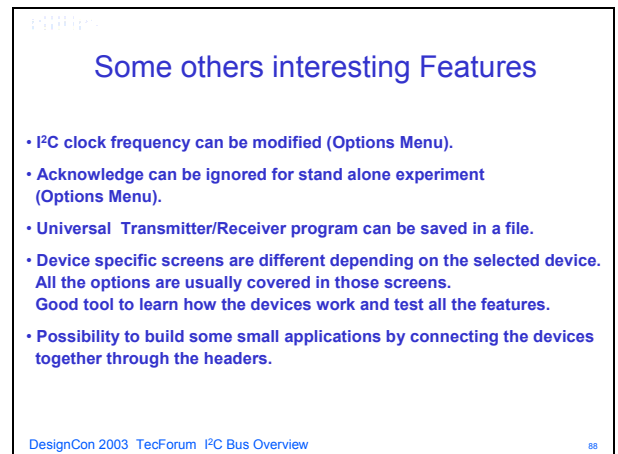 Some others interesting Features
• I²C clock frequency can be modified (Options Menu).
• Acknowledge can be ignored for stand alone experiment
(Options Menu).
• Universal Transmitter/Receiver program can be saved in a file.
• Device specific screens are different depending on the selected device.
All the options are usually covered in those screens.
Good tool to learn how the devices work and test all the features.
• Possibility to build some small applications by connecting the devices
together through the headers.
DesignCon 2003 TecForum I²C Bus Overview
88